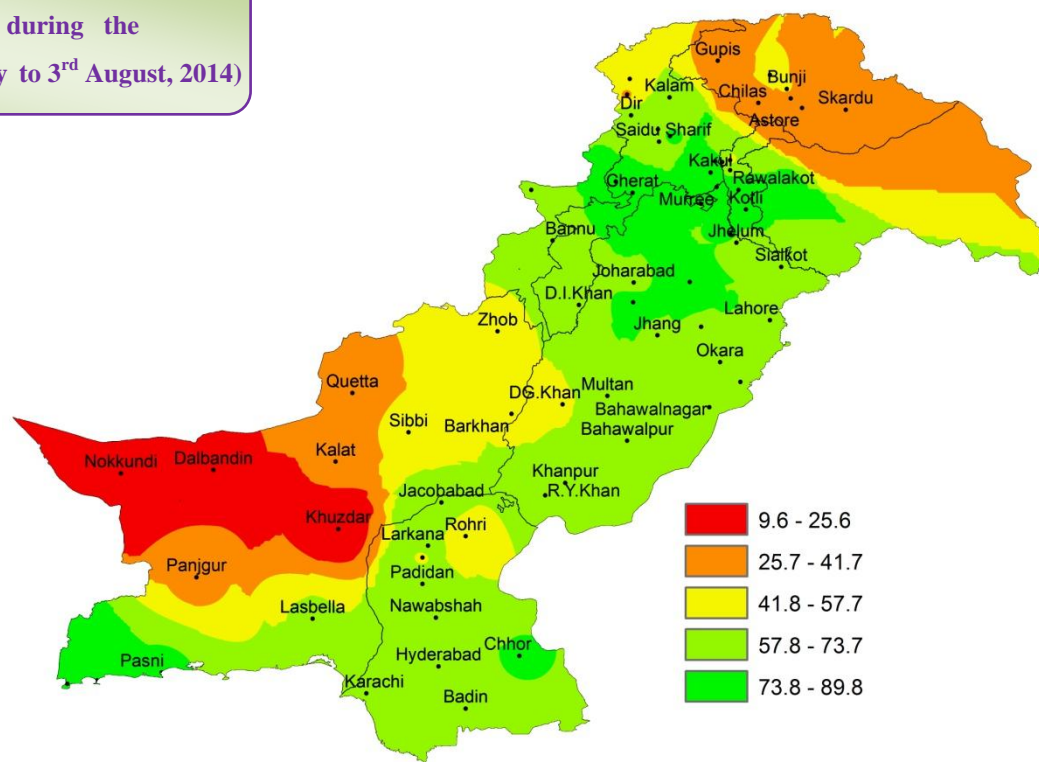 during the
to 3rd August, 2014)
Gupis
Bunji
Kalam
Chilas
Skardu
Dir
Astore
Saidu Sharif
Kakul
Rawalakot
Gherat
Murree
Kotli
Bannu
Jhelum
Sialkot
Joharabad
D.I.Khan
Lahore
Zhob
Jhang
Okara
Quetta
DG.Khan
Multan
Sibbi
Barkhan
Bahawalnagar
Bahawalpur
Nokkundi
Dalbandin
Kalat
Khanpur
R.Y.Khan
Jacobabad
Khuzdar
Larkana
Rohri
Panjgur
Padidan
Lasbella
Nawabshah
Chhor
Pasni
Hyderabad
Karachi
Badin
9.6 - 25.6
25.7 - 41.7
41.8 - 57.7
57.8 - 73.7
73.8 - 89.8